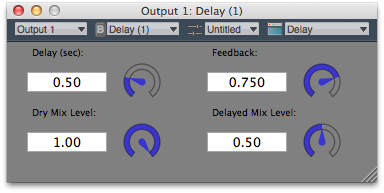 Output 1: Delay (1)
Output 1 B Delay (1) Untitled Delay
Delay (sec): Feedback:
0.50 0.750
Dry Mix Level: Delayed Mix Level:
1.00 0.50